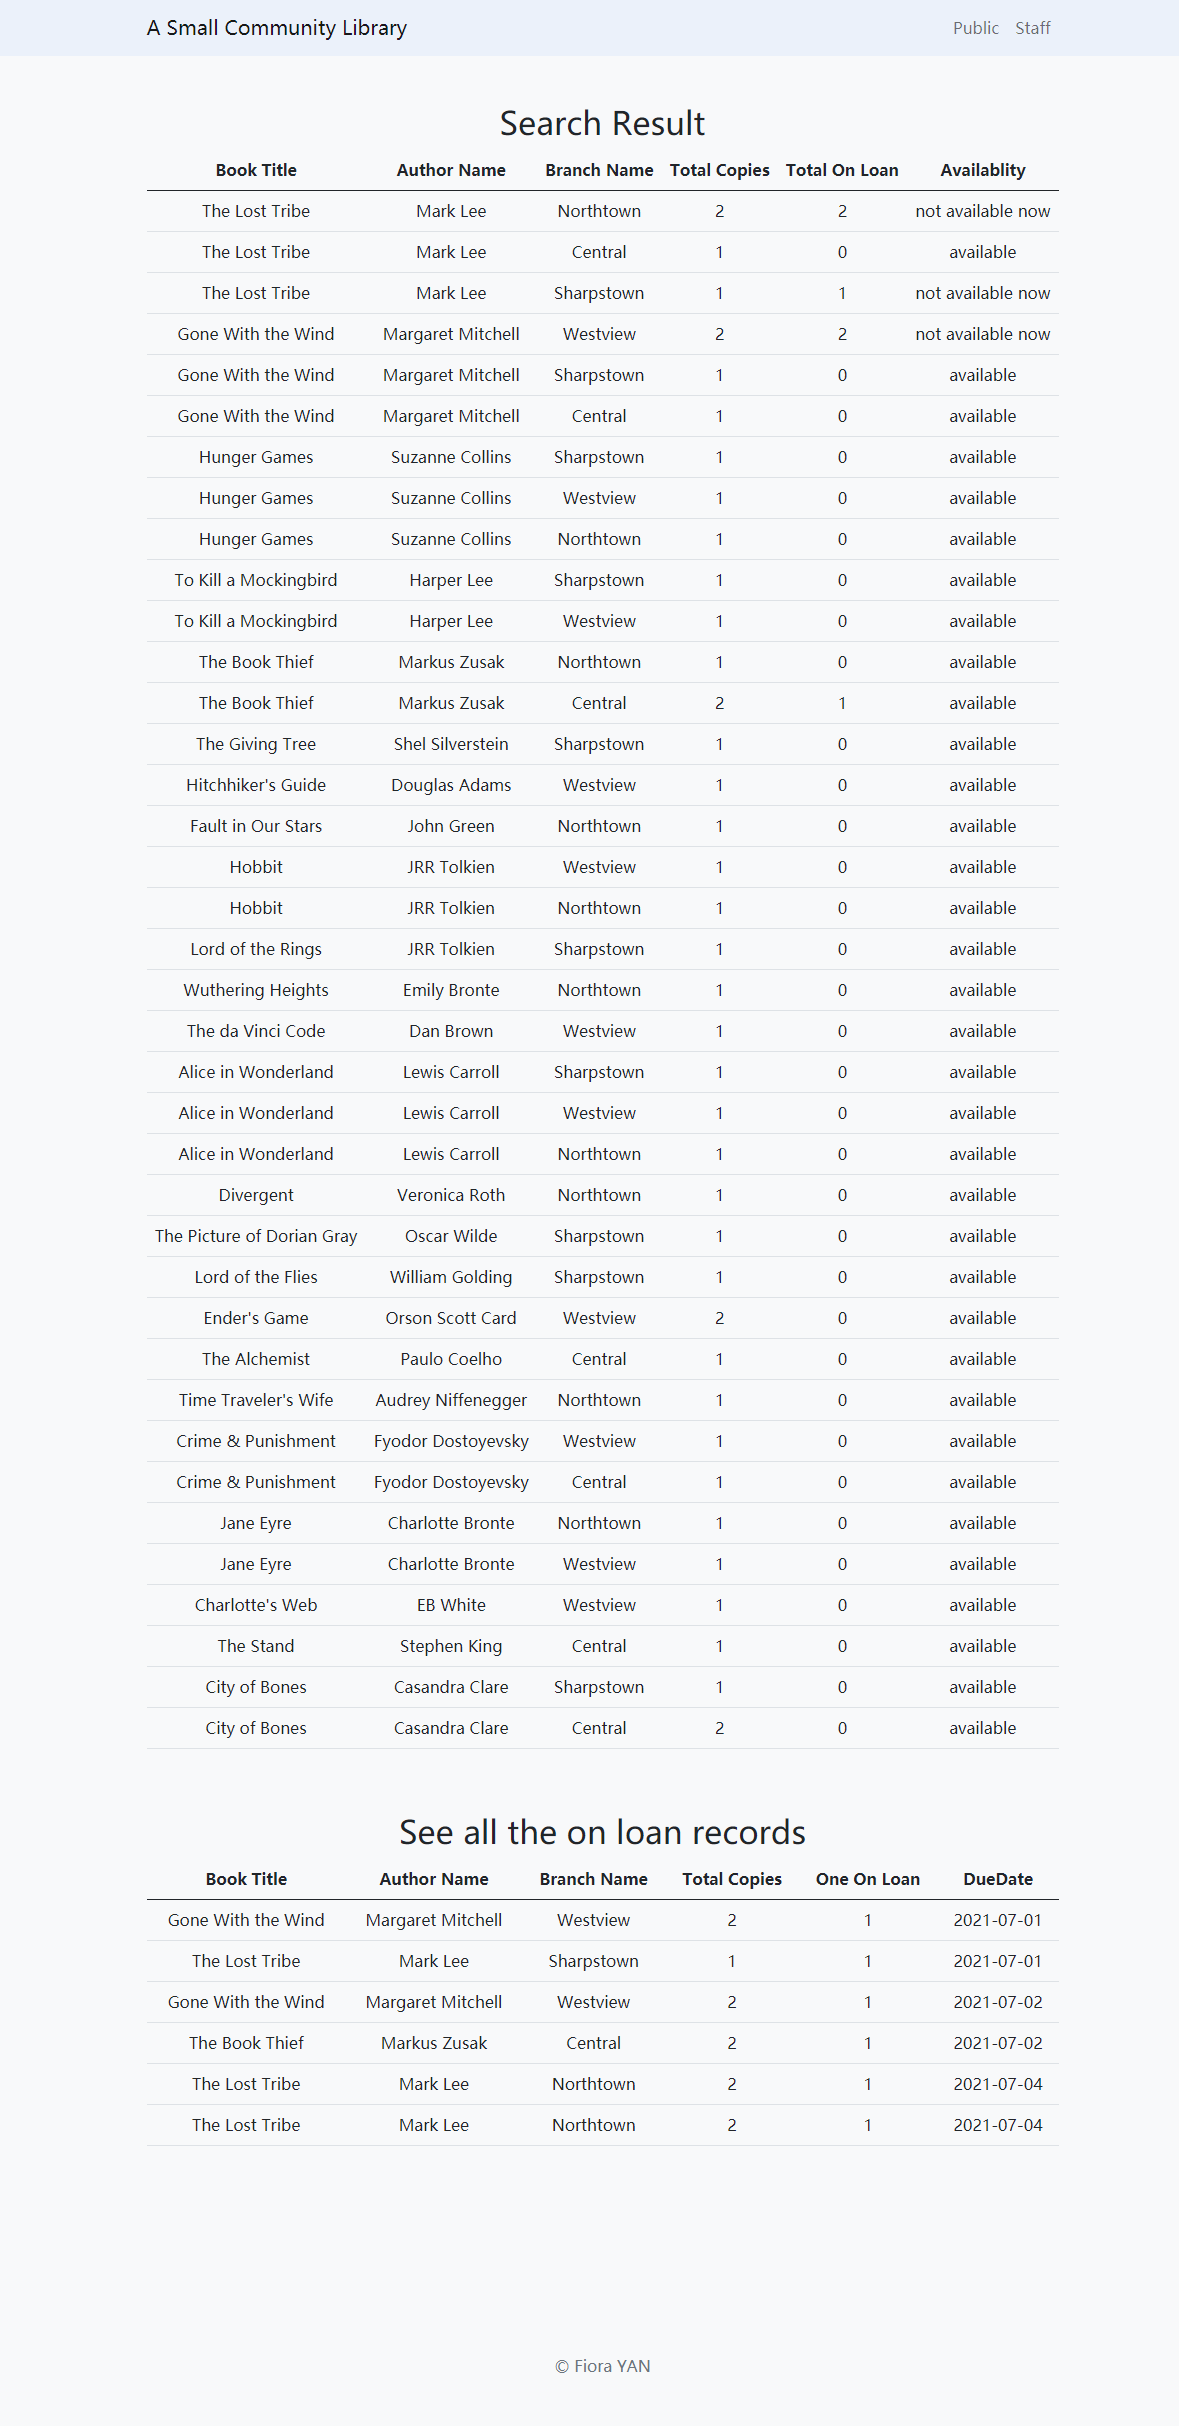 A Small Community Library Public Staff
Search Result
Book Title Author Name Branch Name Total Copies Total On Loan Availablity
The Lost Tribe Mark Lee Northtown 2 2 not available now
The Lost Tribe Mark Lee Central 1 0 available
The Lost Tribe Mark Lee Sharpstown 1 1 not available now
Gone With the Wind Margaret Mitchell Westview 2 2 not available now
Gone With the Wind Margaret Mitchell Sharpstown 1 0 available
Gone With the Wind Margaret Mitchell Central 1 0 available
Hunger Games Suzanne Collins Sharpstown 1 0 available
Hunger Games Suzanne Collins Westview 1 0 available
Hunger Games Suzanne Collins Northtown 1 0 available
To Kill a Mockingbird Harper Lee Sharpstown 1 0 available
To Kill a Mockingbird Harper Lee Westview 1 0 available
The Book Thief Markus Zusak Northtown 1 0 available
The Book Thief Markus Zusak Central 2 1 available
The Giving Tree Shel Silverstein Sharpstown 1 0 available
Hitchhiker's Guide Douglas Adams Westview 1 0 available
Fault in Our Stars John Green Northtown 1 0 available
Hobbit JRR Tolkien Westview 1 0 available
Hobbit JRR Tolkien Northtown 1 0 available
Lord of the Rings JRR Tolkien Sharpstown 1 0 available
Wuthering Heights Emily Bronte Northtown 1 0 available
The da Vinci Code Dan Brown Westview 1 0 available
Alice in Wonderland Lewis Carroll Sharpstown 1 0 available
Alice in Wonderland Lewis Carroll Westview 1 0 available
Alice in Wonderland Lewis Carroll Northtown 1 0 available
Divergent Veronica Roth Northtown 1 0 available
The Picture of Dorian Gray Oscar Wilde Sharpstown 1 0 available
Lord of the Flies William Golding Sharpstown 1 0 available
Ender's Game Orson Scott Card Westview 2 0 available
The Alchemist Paulo Coelho Central 1 0 available
Time Traveler's Wife Audrey Niffenegger Northtown 1 0 available
Crime & Punishment Fyodor Dostoyevsky Westview 1 0 available
Crime & Punishment Fyodor Dostoyevsky Central 1 0 available
Jane Eyre Charlotte Bronte Northtown 1 0 available
Jane Eyre Charlotte Bronte Westview 1 0 available
Charlotte's Web EB White Westview 1 0 available
The Stand Stephen King Central 1 0 available
City of Bones Casandra Clare Sharpstown 1 0 available
City of Bones Casandra Clare Central 2 0 available
See all the on loan records
Book Title Author Name Branch Name Total Copies One On Loan DueDate
Gone With the Wind Margaret Mitchell Westview 2 1 2021-07-01
The Lost Tribe Mark Lee Sharpstown 1 1 2021-07-01
Gone With the Wind Margaret Mitchell Westview 2 1 2021-07-02
The Book Thief Markus Zusak Central 2 1 2021-07-02
The Lost Tribe Mark Lee Northtown 2 1 2021-07-04
The Lost Tribe Mark Lee Northtown 2 1 2021-07-04
© Fiora YAN